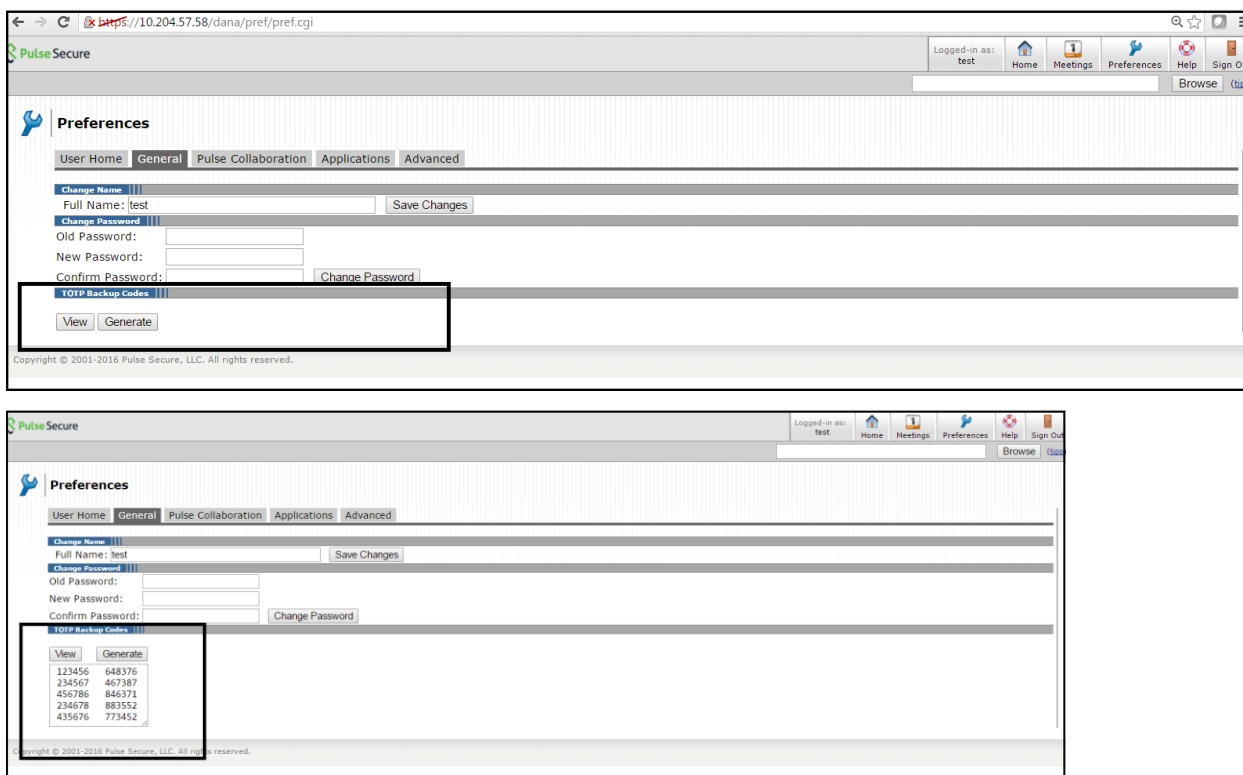 https://10.204.57.58/dana/pref/pref.cgi
Pulse Secure
Logged-in as:
test
Home Meetings Preferences Help Sign O
Browse (tip
Preferences
User Home General Pulse Collaboration Applications Advanced
Change Name
Full Name: test Save Changes
Change Password
Old Password:
New Password:
Confirm Password: Change Password
TOTP Backup Codes
View Generate
Copyright © 2001-2016 Pulse Secure, LLC. All rights reserved.
Pulse Secure
Logged-in as:
test
Home Meetings Preferences Help Sign Out
Browse (tips
Preferences
User Home General Pulse Collaboration Applications Advanced
Change Name
Full Name: test Save Changes
Change Password
Old Password:
New Password:
Confirm Password: Change Password
TOTP Backup Codes
View Generate
123456 648376
234567 467387
456786 846371
234678 883552
435676 773452
Copyright © 2001-2016 Pulse Secure, LLC. All rights reserved.